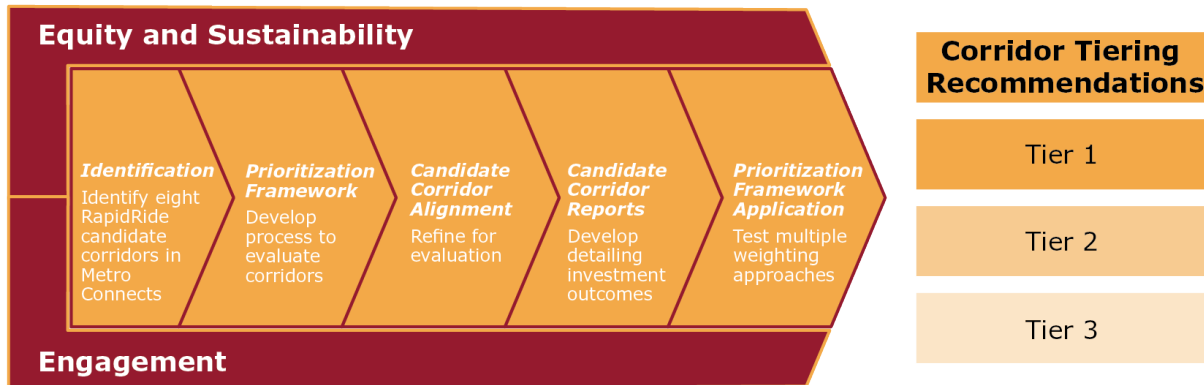 Equity and Sustainability
Identification
Identify eight
RapidRide
candidate
corridors in
Metro
Connects
Prioritization
Framework
Develop
process to
evaluate
corridors
Candidate
Corridor
Alignment
Refine for
evaluation
Candidate
Corridor
Reports
Develop
detailing
investment
outcomes
Prioritization
Framework
Application
Test multiple
weighting
approaches
Engagement
Corridor Tiering
Recommendations
Tier 1
Tier 2
Tier 3